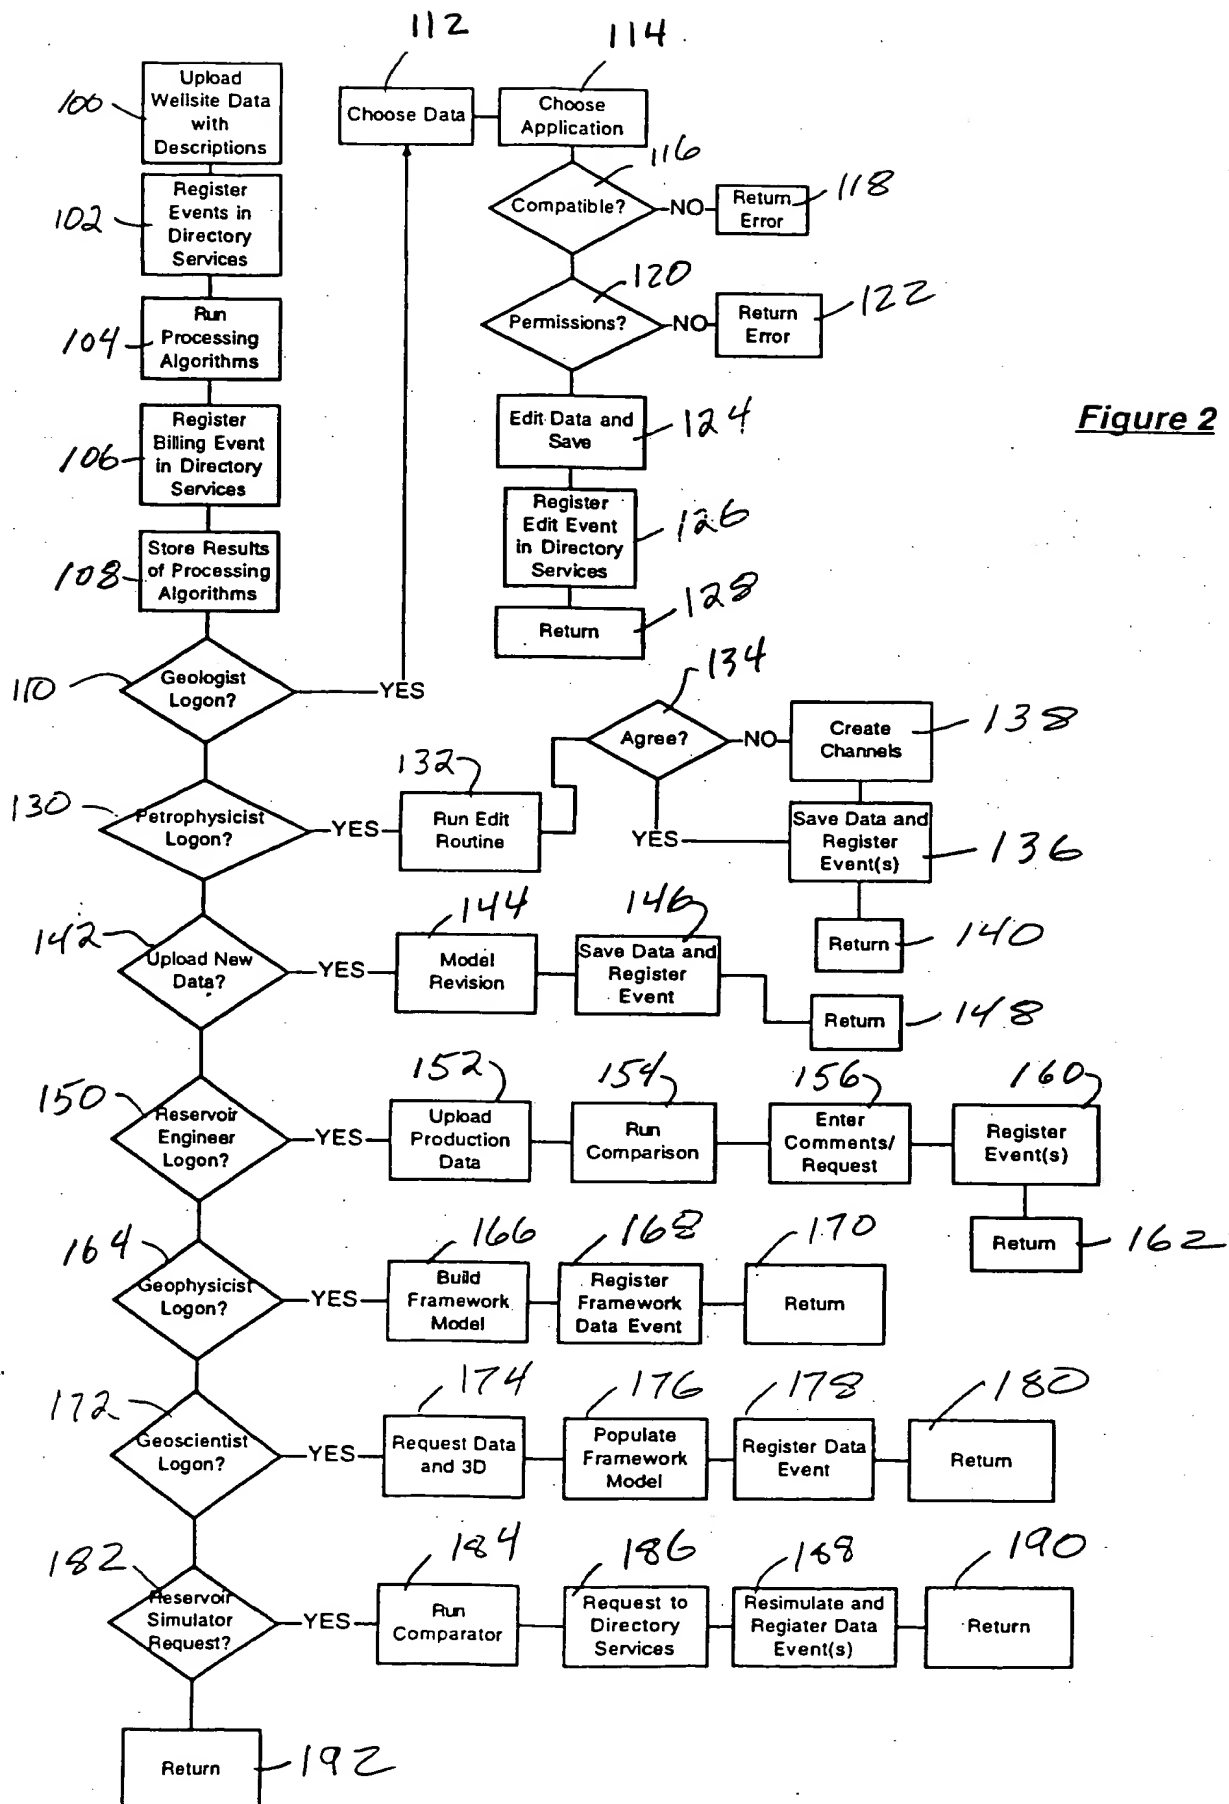 112
114
100
Upload
Wellsite Data
with
Descriptions
Choose Data
Choose
Application
116
118
102
Register
Events in
Directory
Services
Compatible?
NO
Return
Error
120
122
104
Run
Processing
Algorithms
Permissions?
NO
Return
Error
106
Register
Billing Event
in Directory
Services
Edit Data and
Save
124
Figure 2
Register
Edit Event
in Directory
Services
126
108
Store Results
of Processing
Algorithms
Return
128
110
Geologist
Logon?
YES
134
Agree?
NO
Create
Channels
138
130
Petrophysicist
Logon?
YES
132
Run Edit
Routine
YES
Save Data and
Register
Event(s)
136
Return
140
142
Upload New
Data?
YES
144
Model
Revision
146
Save Data and
Register
Event
Return
148
150
Reservoir
Engineer
Logon?
YES
152
Upload
Production
Data
154
Run
Comparison
156
Enter
Comments/
Request
160
Register
Event(s)
Return
162
164
Geophysicist
Logon?
YES
166
Build
Framework
Model
168
Register
Framework
Data Event
170
Return
172
Geoscientist
Logon?
YES
174
Request Data
and 3D
176
Populate
Framework
Model
178
Register Data
Event
180
Return
182
Reservoir
Simulator
Request?
YES
184
Run
Comparator
186
Request to
Directory
Services
188
Resimulate and
Regiater Data
Event(s)
190
Return
Return
192